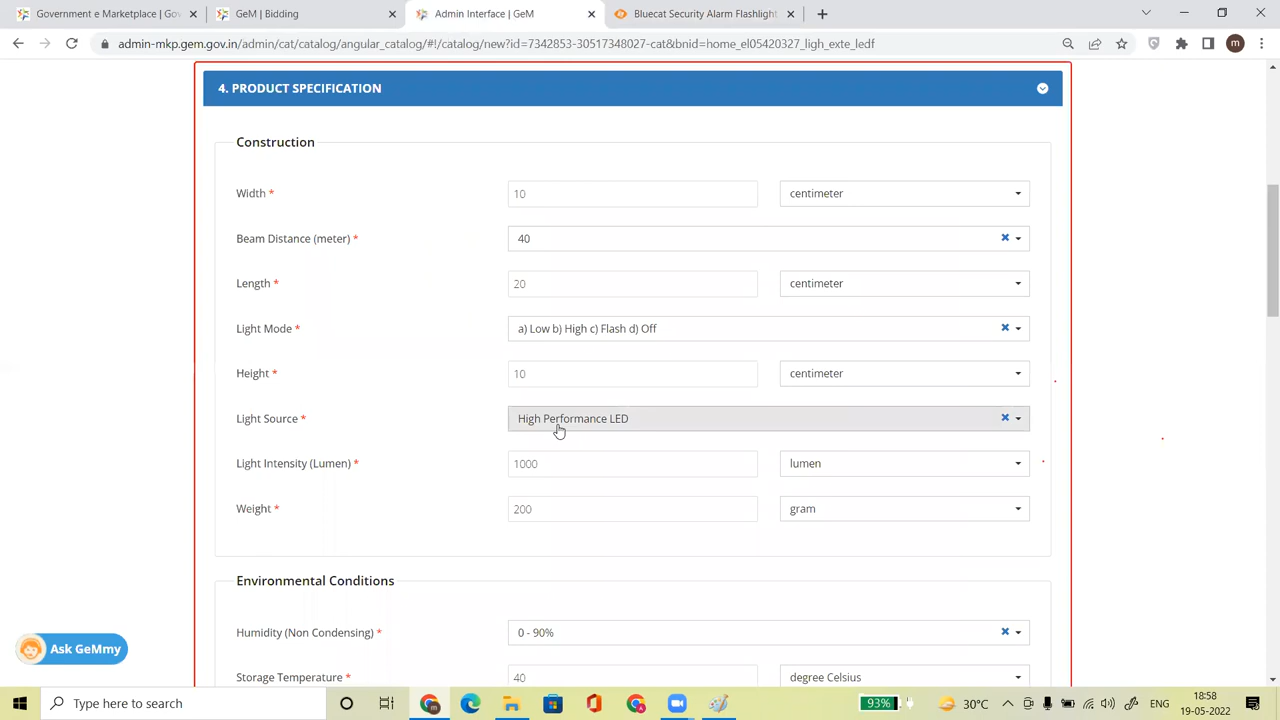 Government e Marketplace | Gov
GeM | Bidding
Admin Interface | GeM
Bluecat Security Alarm Flashlight
admin-mkp.gem.gov.in/admin/cat/catalog/angular_catalog/#!/catalog/new?id=7342853-30517348027-cat&bnid=home_el05420327_ligh_exte_ledf
m
4. PRODUCT SPECIFICATION
Construction
Width * 10 centimeter
Beam Distance (meter) * 40
Length * 20 centimeter
Light Mode * a) Low b) High c) Flash d) Off
Height * 10 centimeter
Light Source * High Performance LED
Light Intensity (Lumen) * 1000 lumen
Weight * 200 gram
Environmental Conditions
Humidity (Non Condensing) * 0 - 90%
Storage Temperature * 40 degree Celsius
Ask GeMmy
Type here to search
93%
30°C
ENG
18:58
19-05-2022